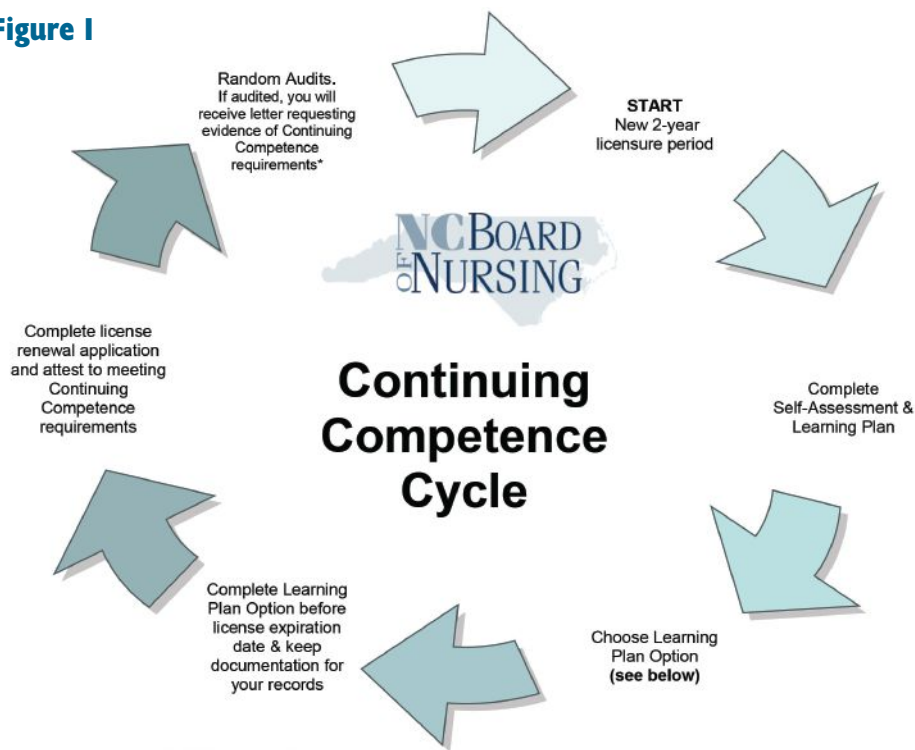 Figure 1
Random Audits.
If audited, you will
receive letter requesting
evidence of Continuing
Competence
requirements*
START
New 2-year
licensure period
NC BOARD
OF NURSING
Continuing
Competence
Cycle
Complete
Self-Assessment &
Learning Plan
Choose Learning
Plan Option
(see below)
Complete Learning
Plan Option before
license expiration
date & keep
documentation for
your records
Complete license
renewal application
and attest to meeting
Continuing
Competence
requirements